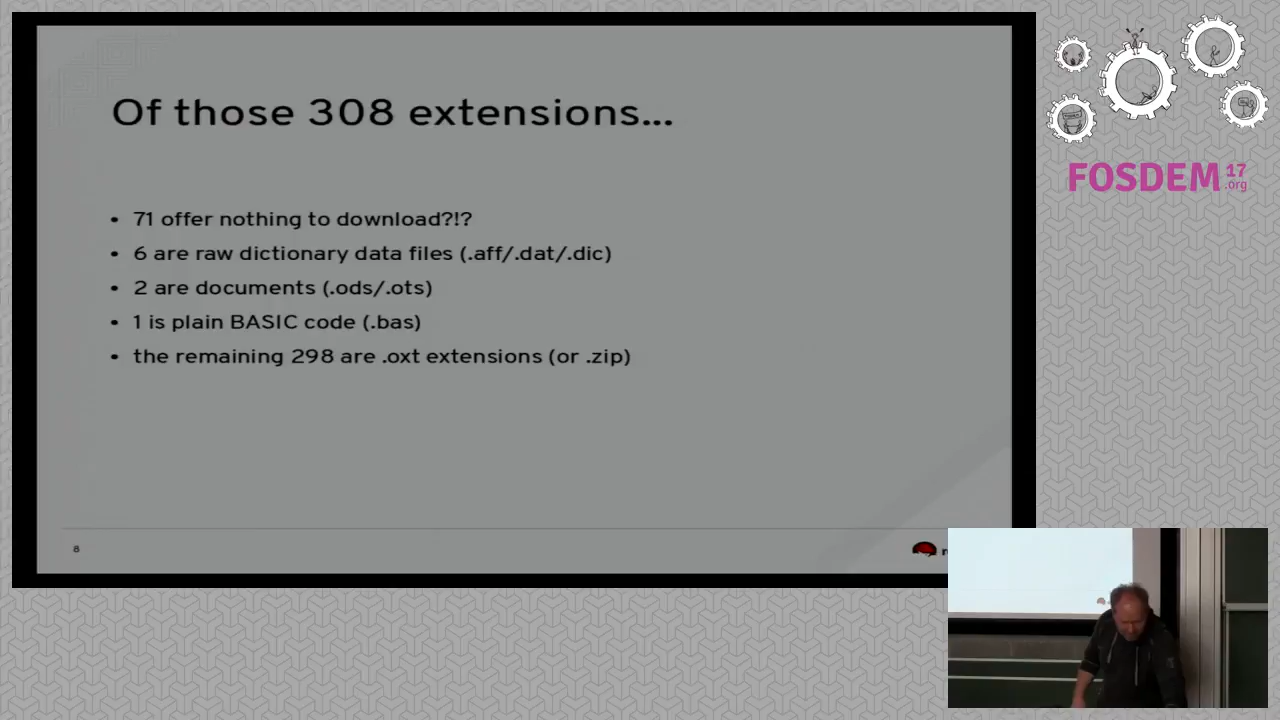 Of those 308 extensions...
• 71 offer nothing to download?!?
• 6 are raw dictionary data files (.aff/.dat/.dic)
• 2 are documents (.ods/.ots)
• 1 is plain BASIC code (.bas)
• the remaining 298 are .oxt extensions (or .zip)
8
FOSDEM 17
.org